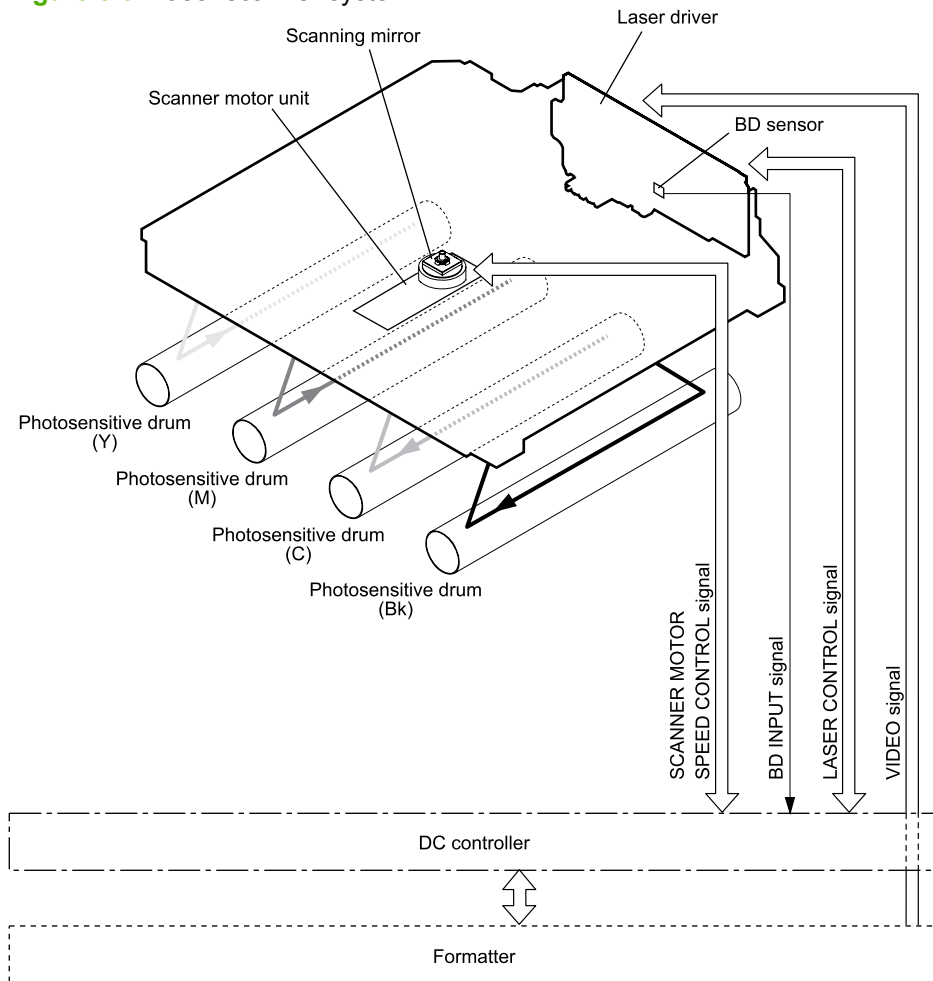 Laser driver
Scanning mirror
Scanner motor unit
BD sensor
Photosensitive drum
(Y)
Photosensitive drum
(M)
Photosensitive drum
(C)
Photosensitive drum
(Bk)
SCANNER MOTOR
SPEED CONTROL signal
BD INPUT signal
LASER CONTROL signal
VIDEO signal
DC controller
Formatter